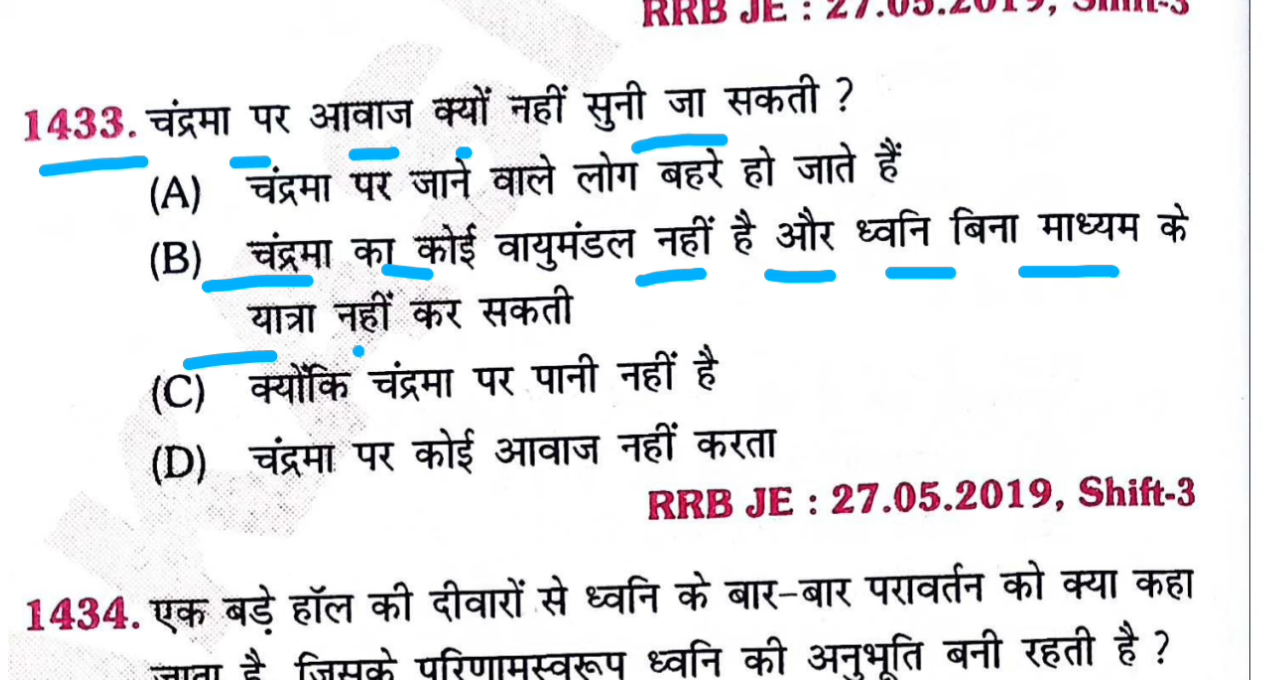 RRB JE : 27.05.2019, Shift-3
1433. चंद्रमा पर आवाज क्यों नहीं सुनी जा सकती ?
(A) चंद्रमा पर जाने वाले लोग बहरे हो जाते हैं
(B) चंद्रमा का कोई वायुमंडल नहीं है और ध्वनि बिना माध्यम के
यात्रा नहीं कर सकती
(C) क्योंकि चंद्रमा पर पानी नहीं है
(D) चंद्रमा पर कोई आवाज नहीं करता
RRB JE : 27.05.2019, Shift-3
1434. एक बड़े हॉल की दीवारों से ध्वनि के बार-बार परावर्तन को क्या कहा
जाता है, जिसके परिणामस्वरूप ध्वनि की अनुभूति बनी रहती है ?